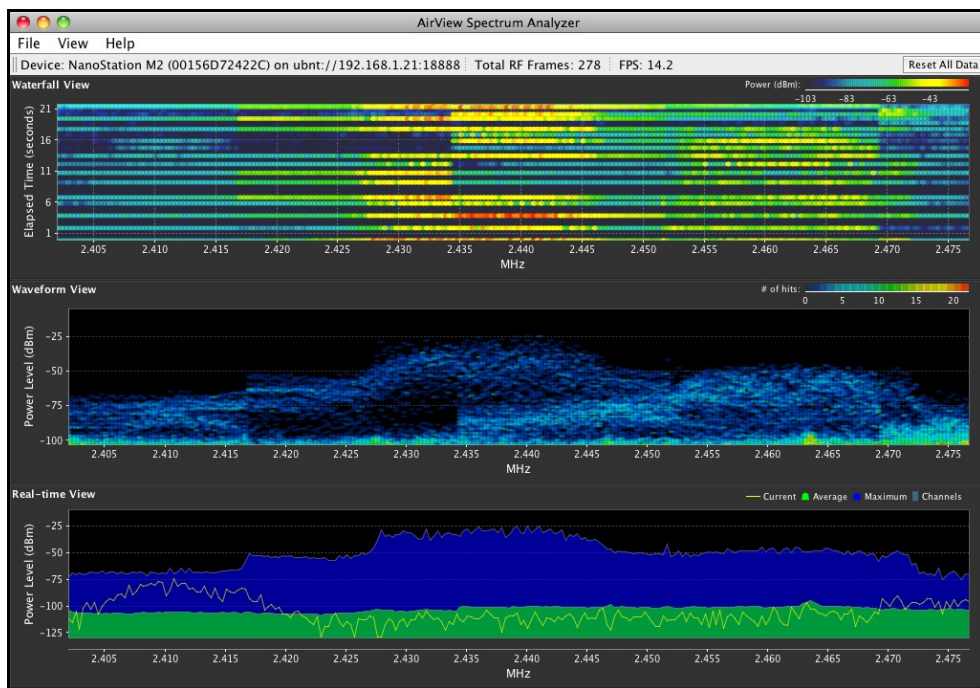 AirView Spectrum Analyzer
File View Help
Device: NanoStation M2 (00156D72422C) on ubnt://192.168.1.21:18888 Total RF Frames: 278 FPS: 14.2 Reset All Data
Waterfall View Power (dBm)
-103 -83 -63 -43
Elapsed Time (seconds)
21
16
11
6
1
2.405 2.410 2.415 2.420 2.425 2.430 2.435 2.440 2.445 2.450 2.455 2.460 2.465 2.470 2.475
MHz
Waveform View # of hits:
0 5 10 15 20
Power Level (dBm)
-25
-50
-75
-100
2.405 2.410 2.415 2.420 2.425 2.430 2.435 2.440 2.445 2.450 2.455 2.460 2.465 2.470 2.475
MHz
Real-time View Current Average Maximum Channels
Power Level (dBm)
-25
-50
-75
-100
-125
2.405 2.410 2.415 2.420 2.425 2.430 2.435 2.440 2.445 2.450 2.455 2.460 2.465 2.470 2.475
MHz